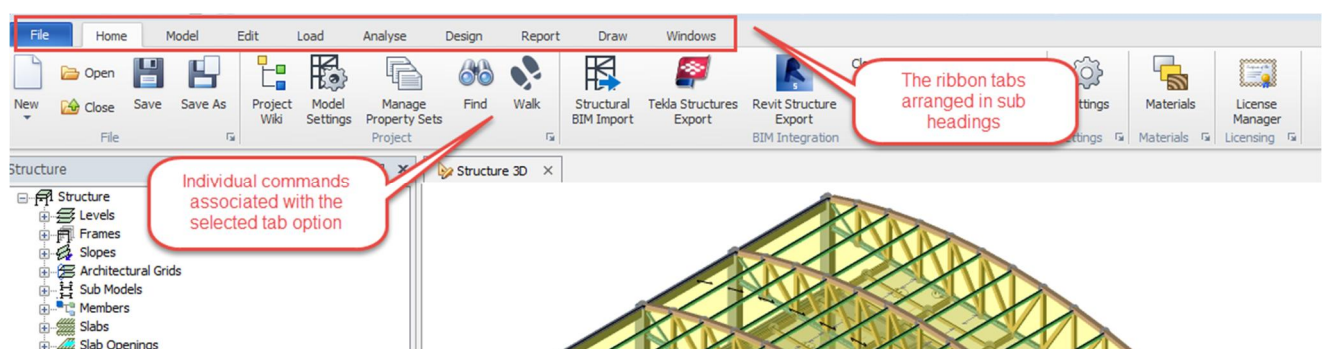 File Home Model Edit Load Analyse Design Report Draw Windows
New Open Close Save Save As
Project Wiki Model Settings Manage Property Sets Find Walk
Structural BIM Import Tekla Structures Export Revit Structure Export
Materials License Manager
File Project BIM Integration Materials Licensing
The ribbon tabs
arranged in sub
headings
Individual commands
associated with the
selected tab option
Structure
Structure 3D
Structure
Levels
Frames
Slopes
Architectural Grids
Sub Models
Members
Slabs
Slab Openings